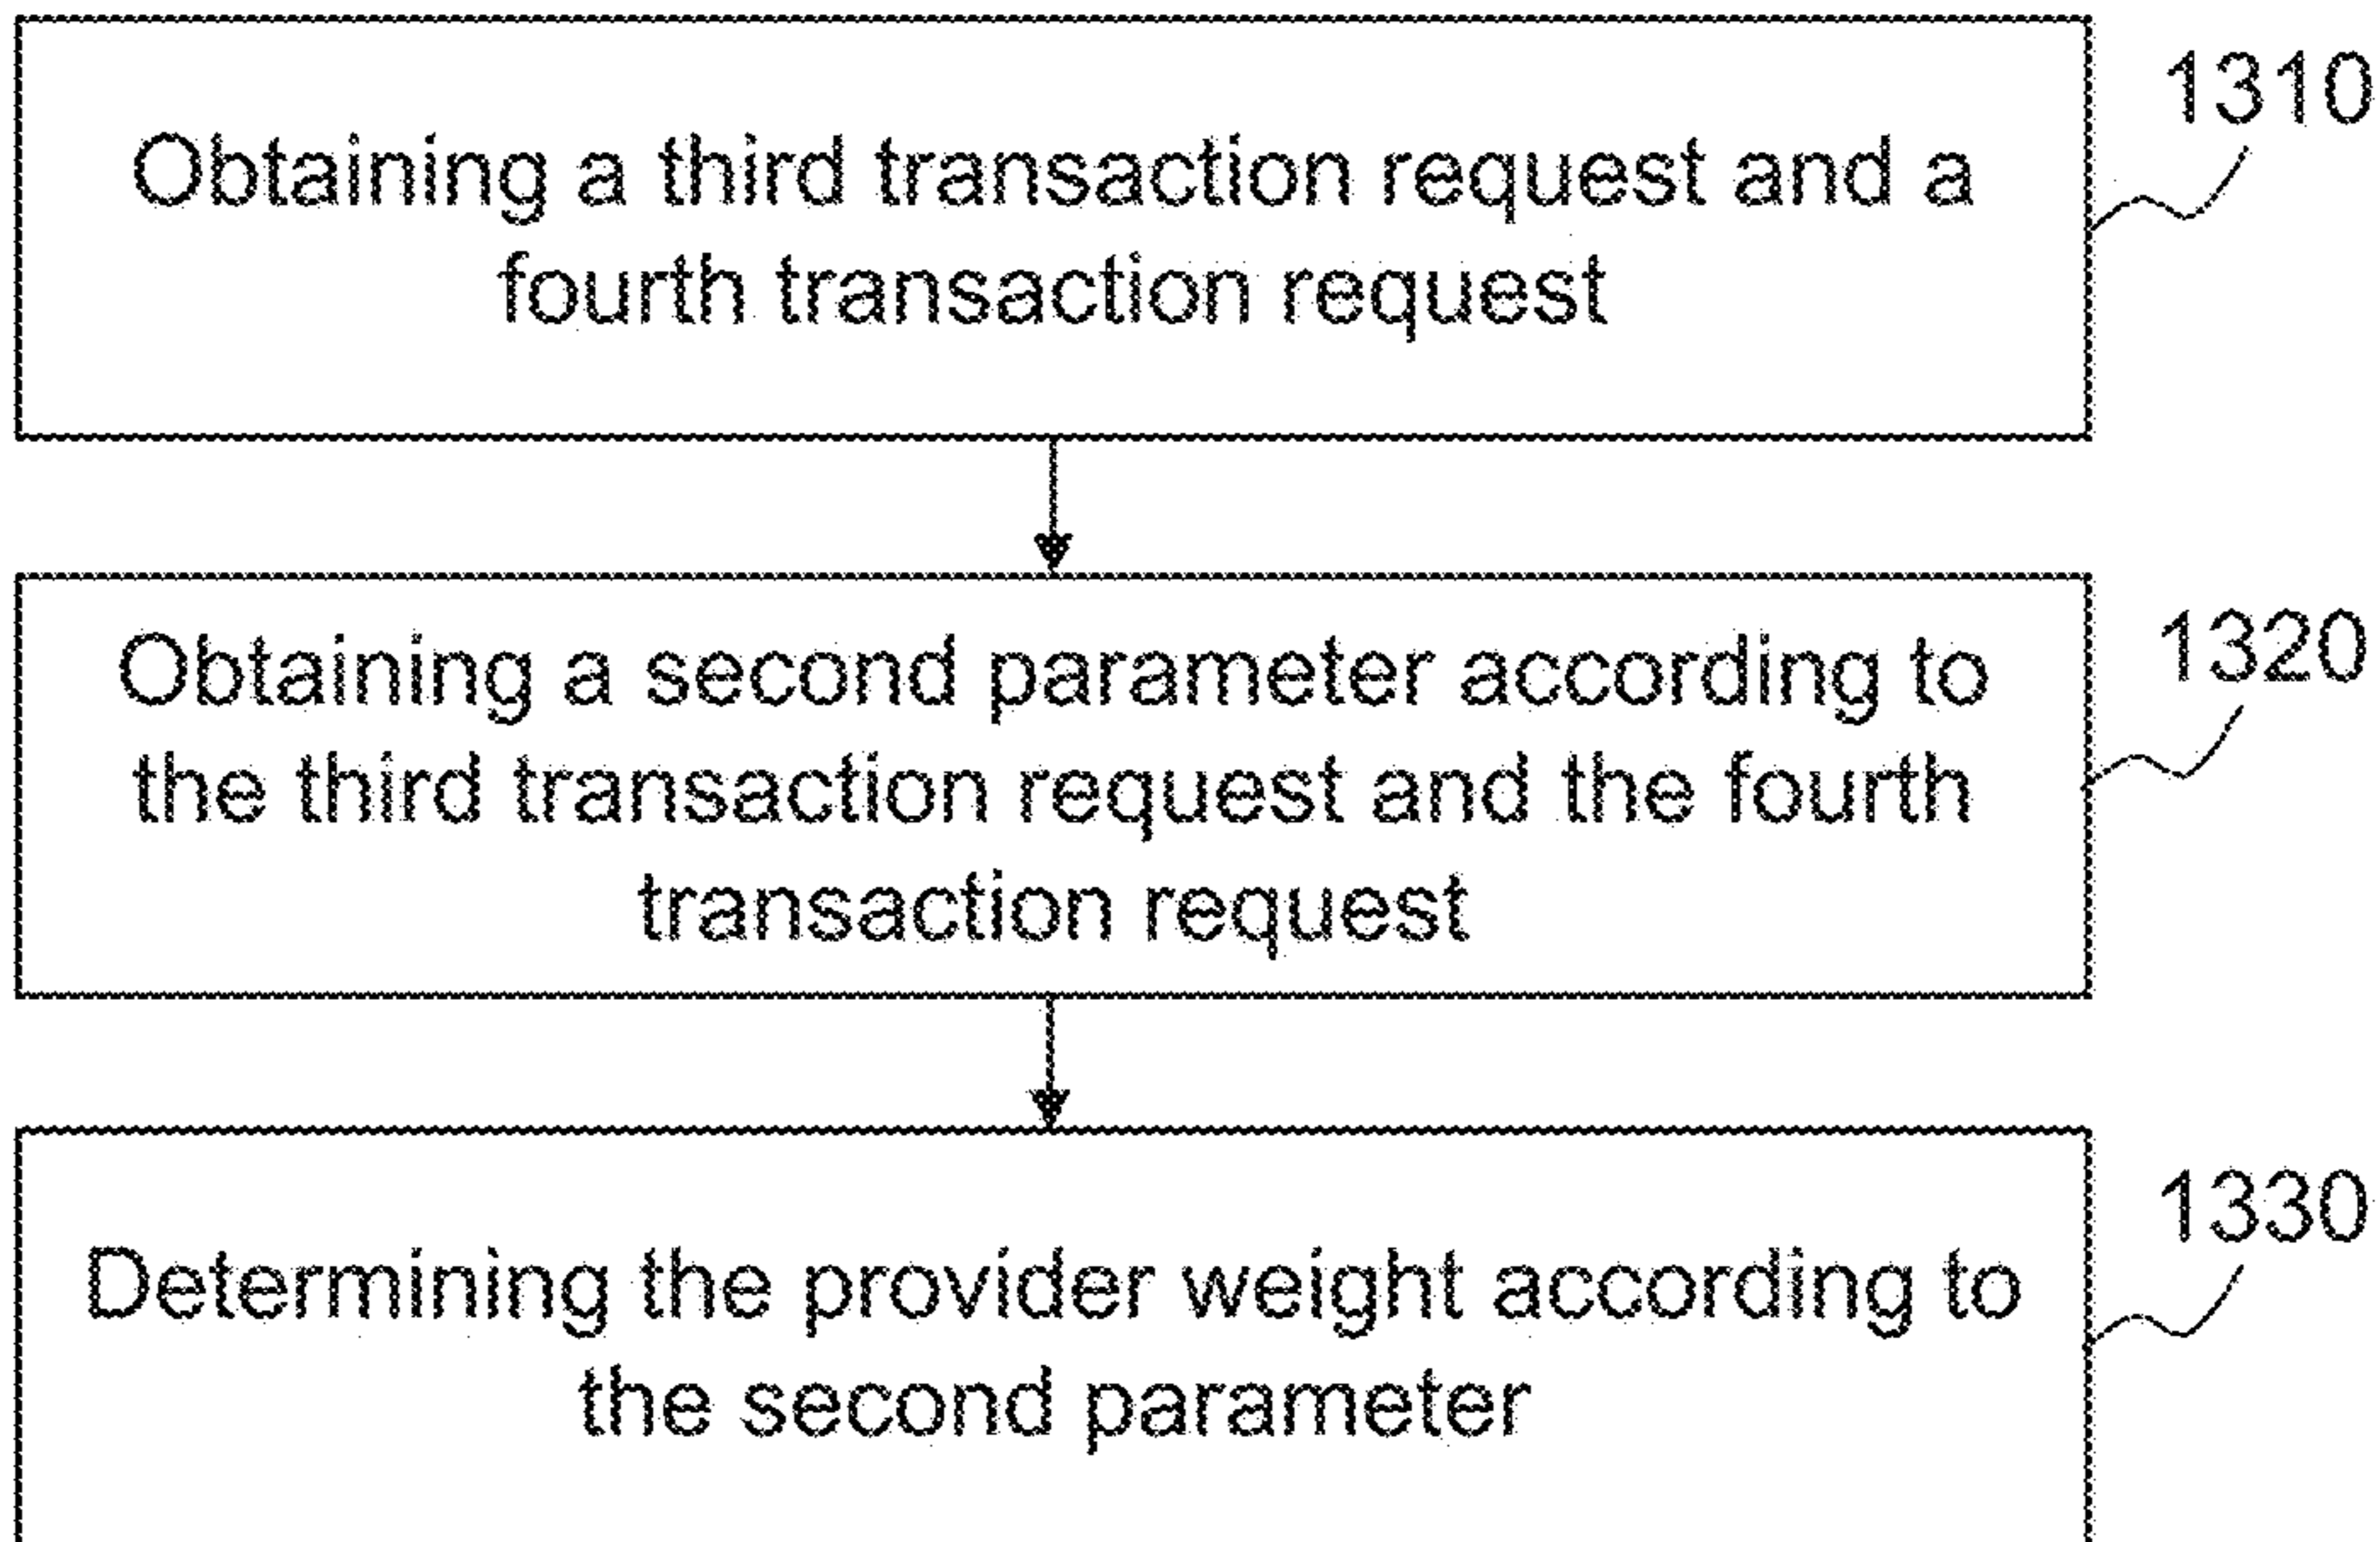 1310
Obtaining a third transaction request and a
fourth transaction request
1320
Obtaining a second parameter according to
the third transaction request and the fourth
transaction request
1330
Determining the provider weight according to
the second parameter